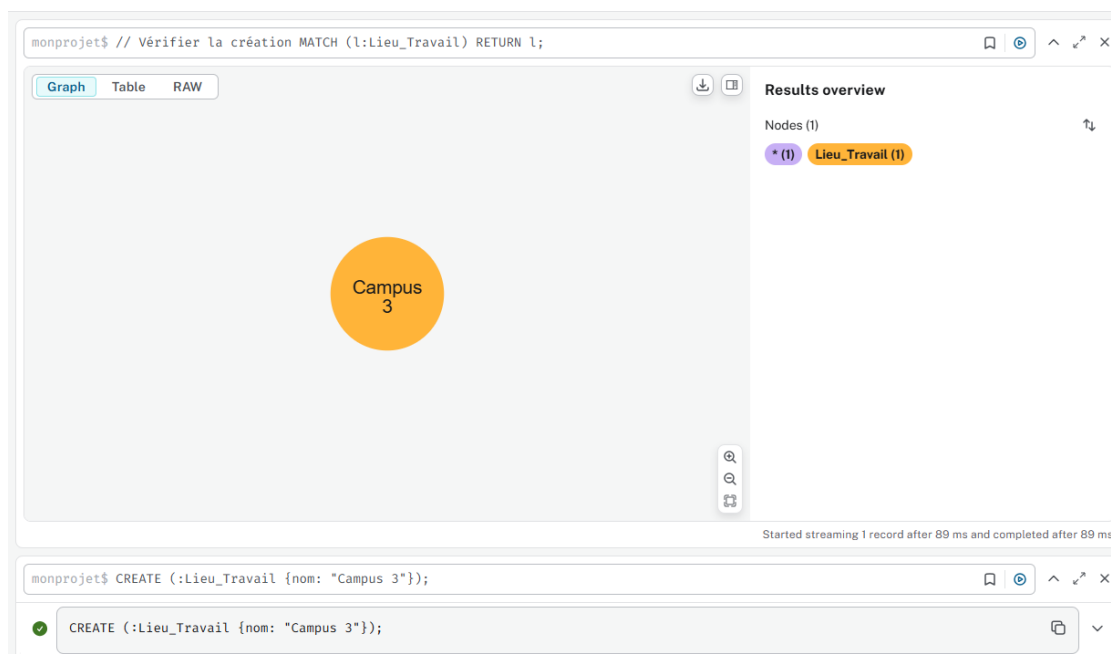 monprojet$ // Vérifier la création MATCH (l:Lieu_Travail) RETURN l;
Graph Table RAW
Results overview
Nodes (1)
* (1) Lieu_Travail (1)
Campus
3
Started streaming 1 record after 89 ms and completed after 89 ms
monprojet$ CREATE (:Lieu_Travail {nom: "Campus 3"});
CREATE (:Lieu_Travail {nom: "Campus 3"});